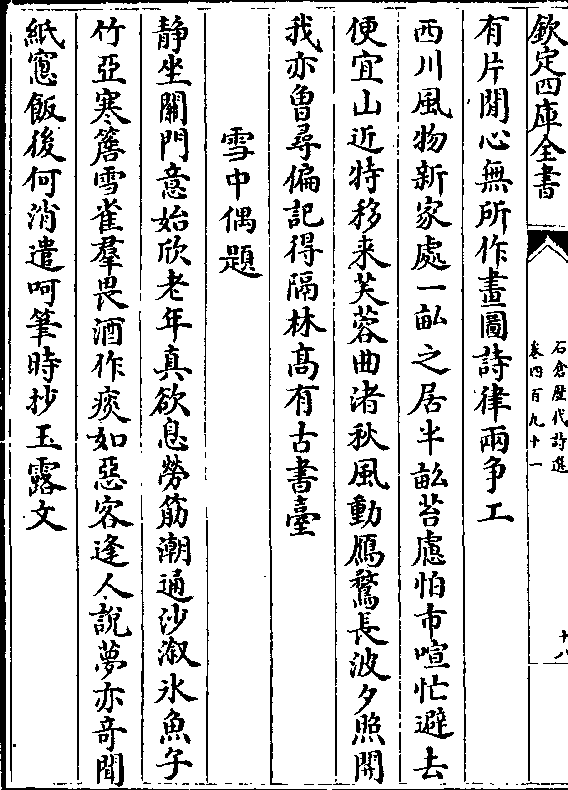 欽定四庫全書
石倉歷代詩選
卷四百九十一
十八
有片閒心無所作畫圖詩律兩爭工
西川風物新家處一畝之居半畝苔慮怕市喧忙避去
便宜山近特移来芙蓉曲渚秋風動鴈鶩長波夕照開
我亦魯尋偏記得隔林髙有古書臺
雪中偶題
静坐關門意始欣老年真欲息勞筋潮通沙溆氷魚午
竹亞寒簷雪雀羣畏酒作痰如惡客逢人說夢亦奇聞
紙窻飯後何消遣呵筆時抄玉露文